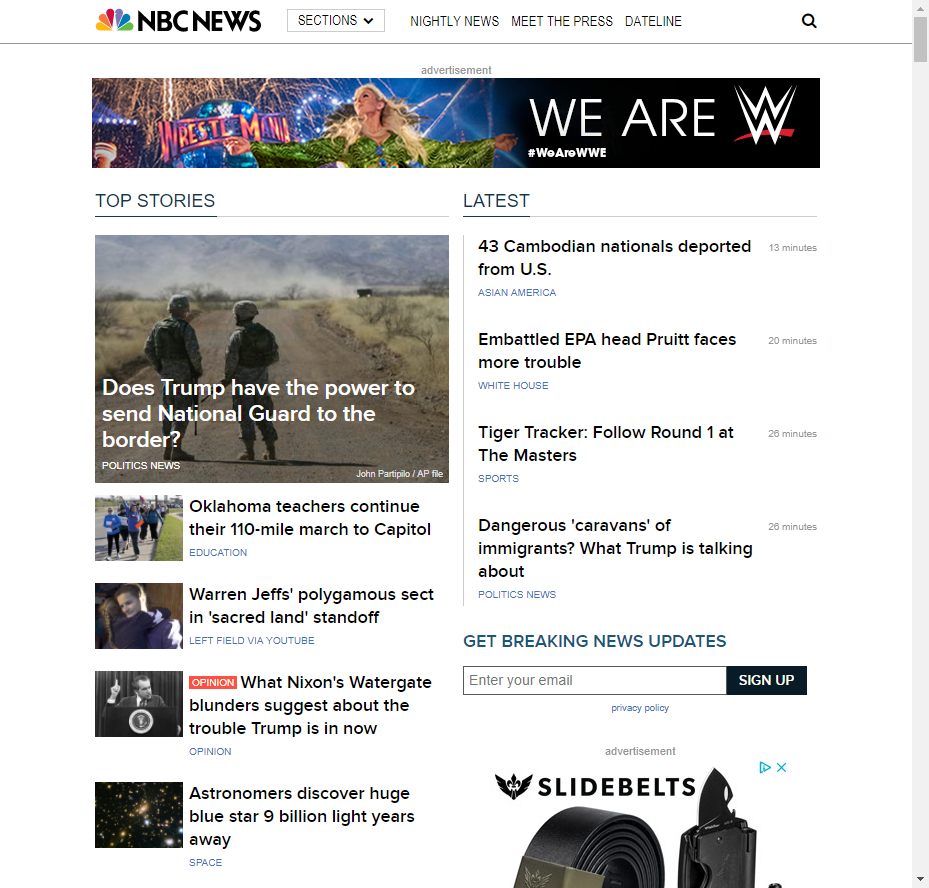 NBC NEWS
SECTIONS
NIGHTLY NEWS MEET THE PRESS DATELINE
advertisement
WRESTLE MANIA
WE ARE W
#WeAreWWE
TOP STORIES
Does Trump have the power to
send National Guard to the
border?
POLITICS NEWS
John Partipilo / AP file
Oklahoma teachers continue
their 110-mile march to Capitol
EDUCATION
Warren Jeffs' polygamous sect
in 'sacred land' standoff
LEFT FIELD VIA YOUTUBE
OPINION What Nixon's Watergate
blunders suggest about the
trouble Trump is in now
OPINION
Astronomers discover huge
blue star 9 billion light years
away
SPACE
LATEST
43 Cambodian nationals deported
from U.S.
13 minutes
ASIAN AMERICA
Embattled EPA head Pruitt faces
more trouble
20 minutes
WHITE HOUSE
Tiger Tracker: Follow Round 1 at
The Masters
26 minutes
SPORTS
Dangerous 'caravans' of
immigrants? What Trump is talking
about
26 minutes
POLITICS NEWS
GET BREAKING NEWS UPDATES
Enter your email
SIGN UP
privacy policy
advertisement
SLIDEBELTS